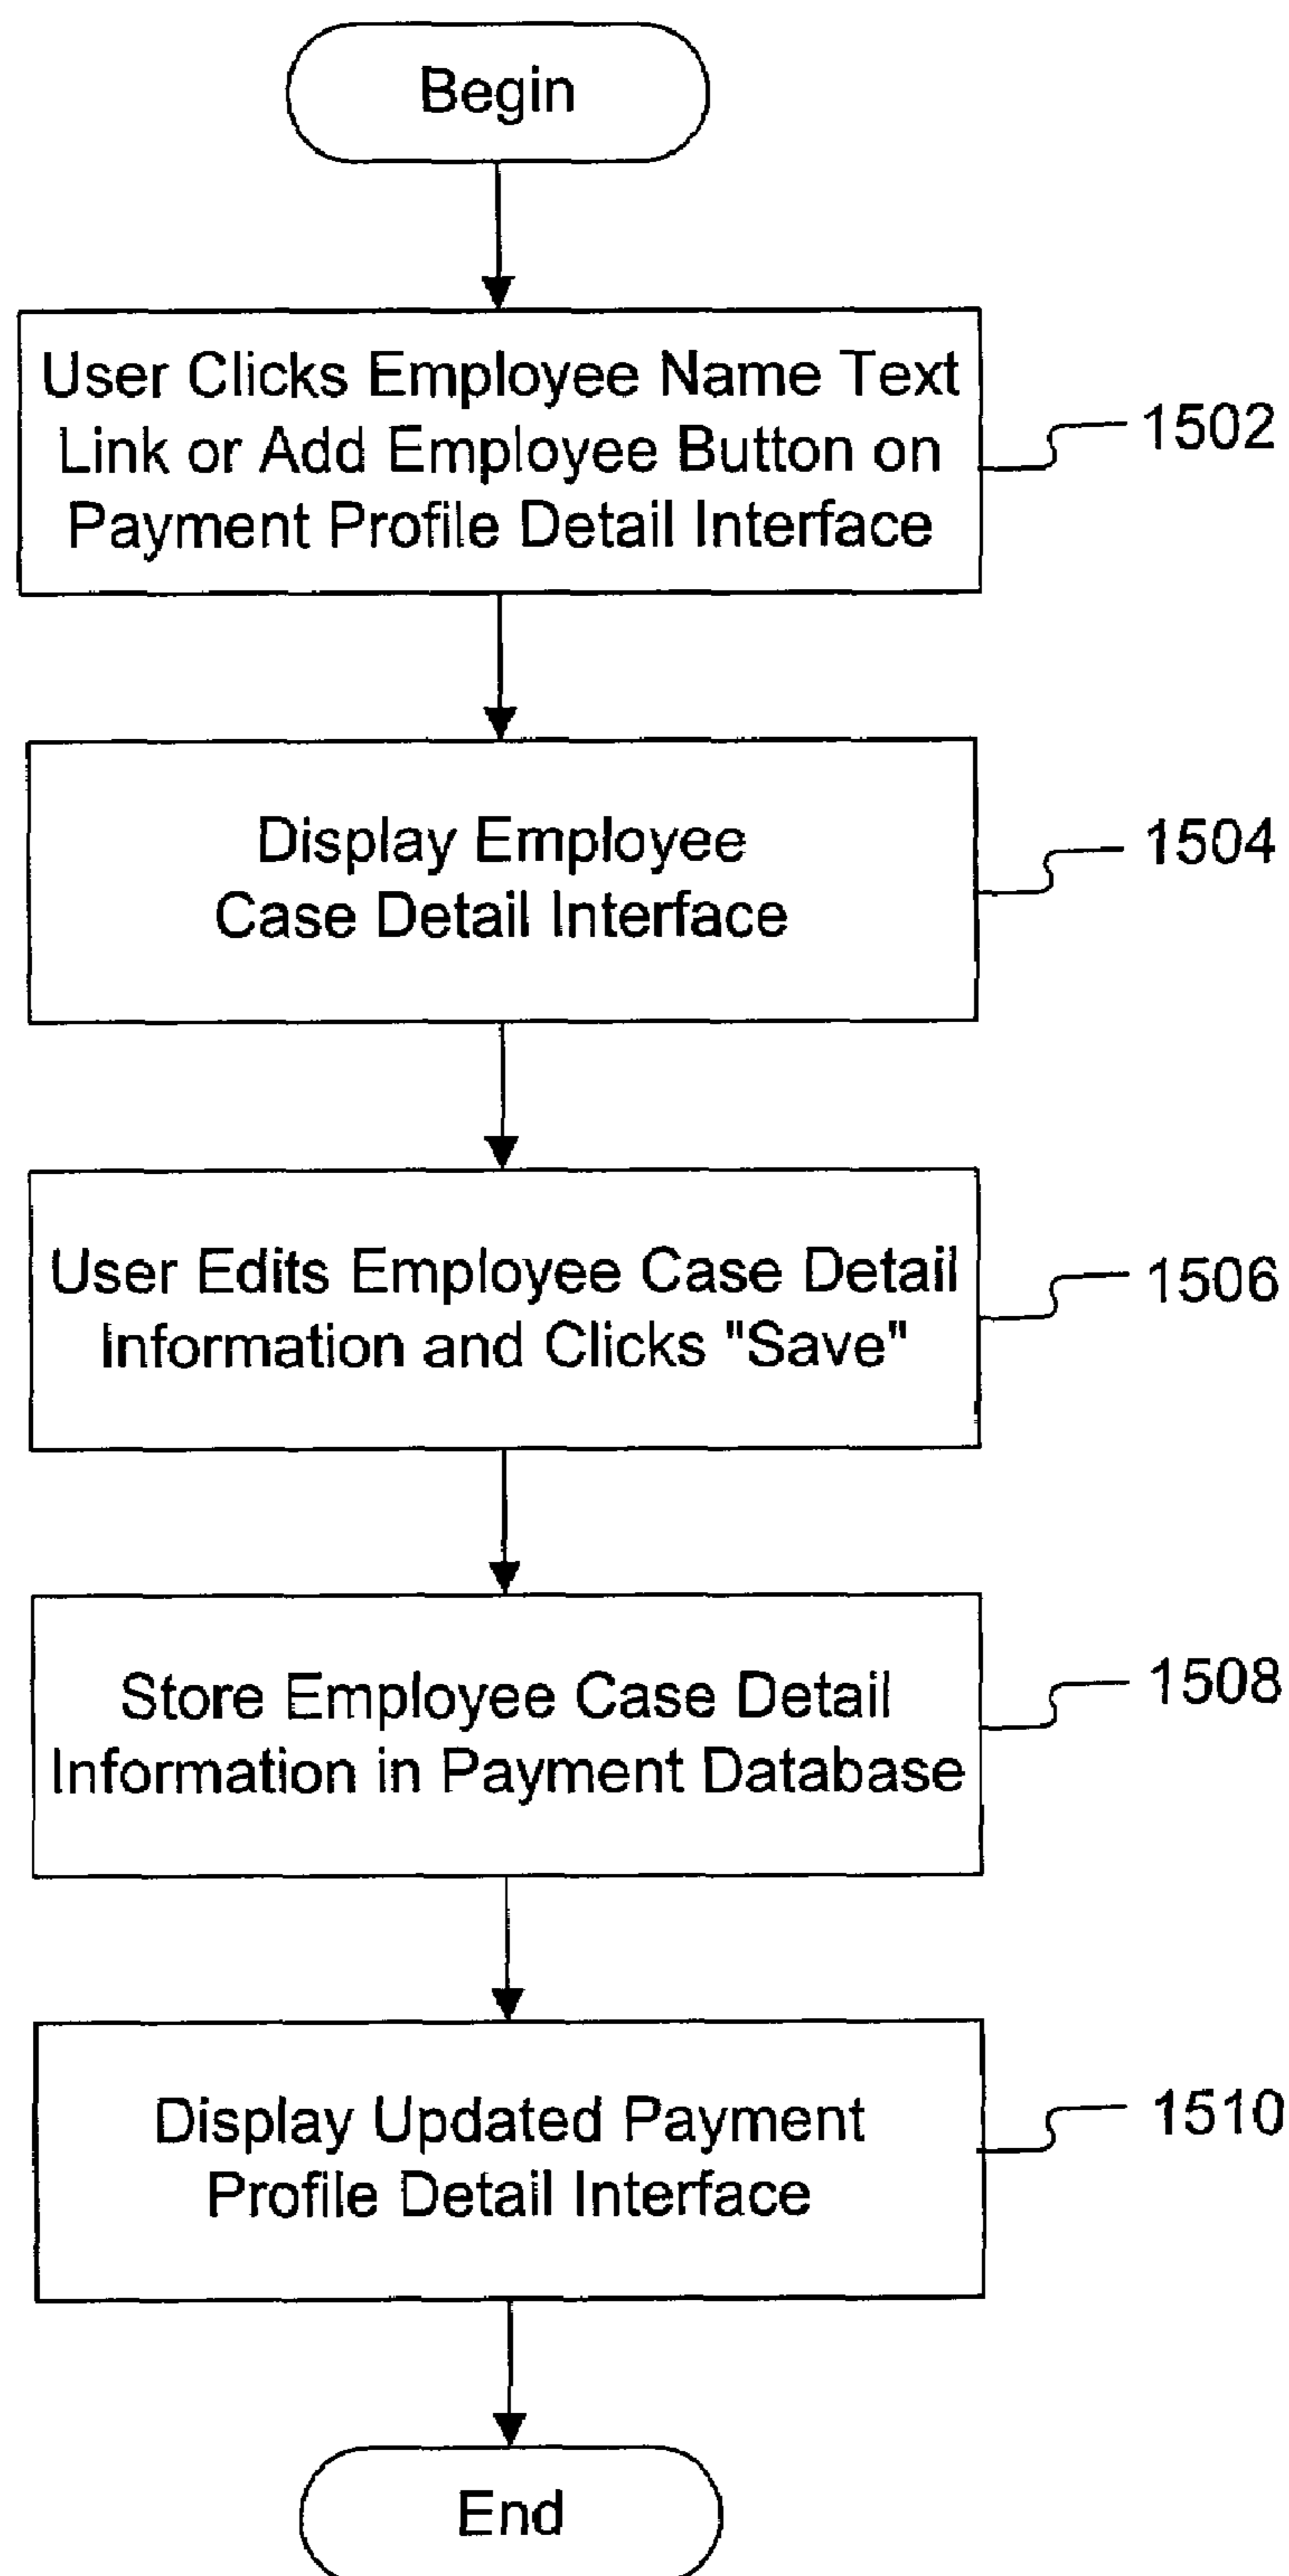 Begin
User Clicks Employee Name Text
Link or Add Employee Button on
Payment Profile Detail Interface
1502
Display Employee
Case Detail Interface
1504
User Edits Employee Case Detail
Information and Clicks "Save"
1506
Store Employee Case Detail
Information in Payment Database
1508
Display Updated Payment
Profile Detail Interface
1510
End